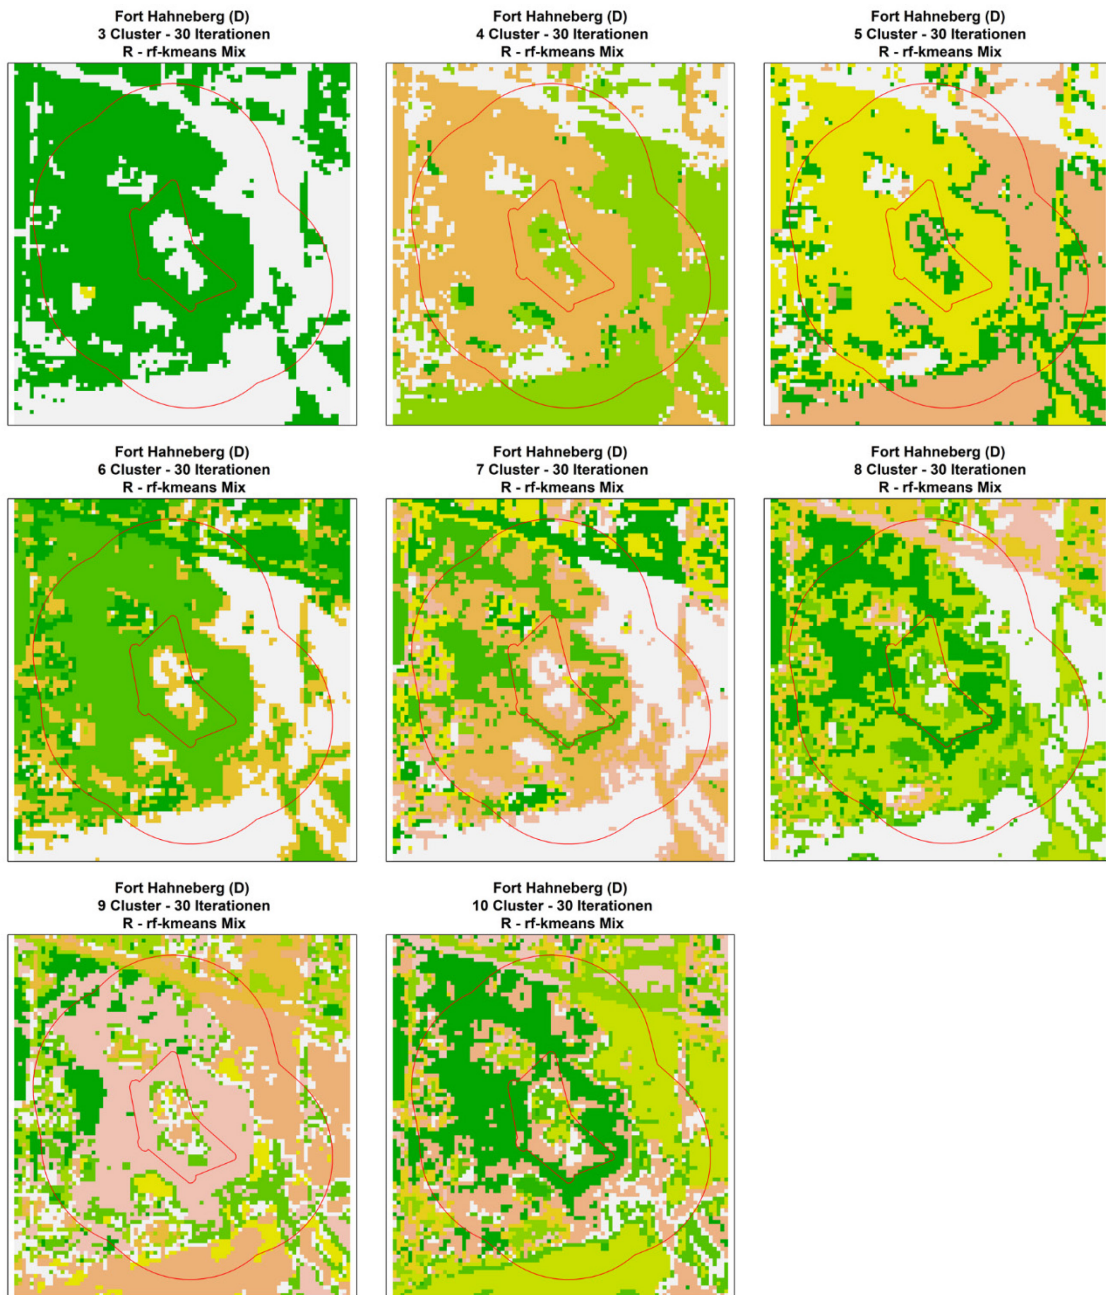 Fort Hahneberg (D)
3 Cluster - 30 Iterationen
R - rf-kmeans Mix
Fort Hahneberg (D)
4 Cluster - 30 Iterationen
R - rf-kmeans Mix
Fort Hahneberg (D)
5 Cluster - 30 Iterationen
R - rf-kmeans Mix
Fort Hahneberg (D)
6 Cluster - 30 Iterationen
R - rf-kmeans Mix
Fort Hahneberg (D)
7 Cluster - 30 Iterationen
R - rf-kmeans Mix
Fort Hahneberg (D)
8 Cluster - 30 Iterationen
R - rf-kmeans Mix
Fort Hahneberg (D)
9 Cluster - 30 Iterationen
R - rf-kmeans Mix
Fort Hahneberg (D)
10 Cluster - 30 Iterationen
R - rf-kmeans Mix